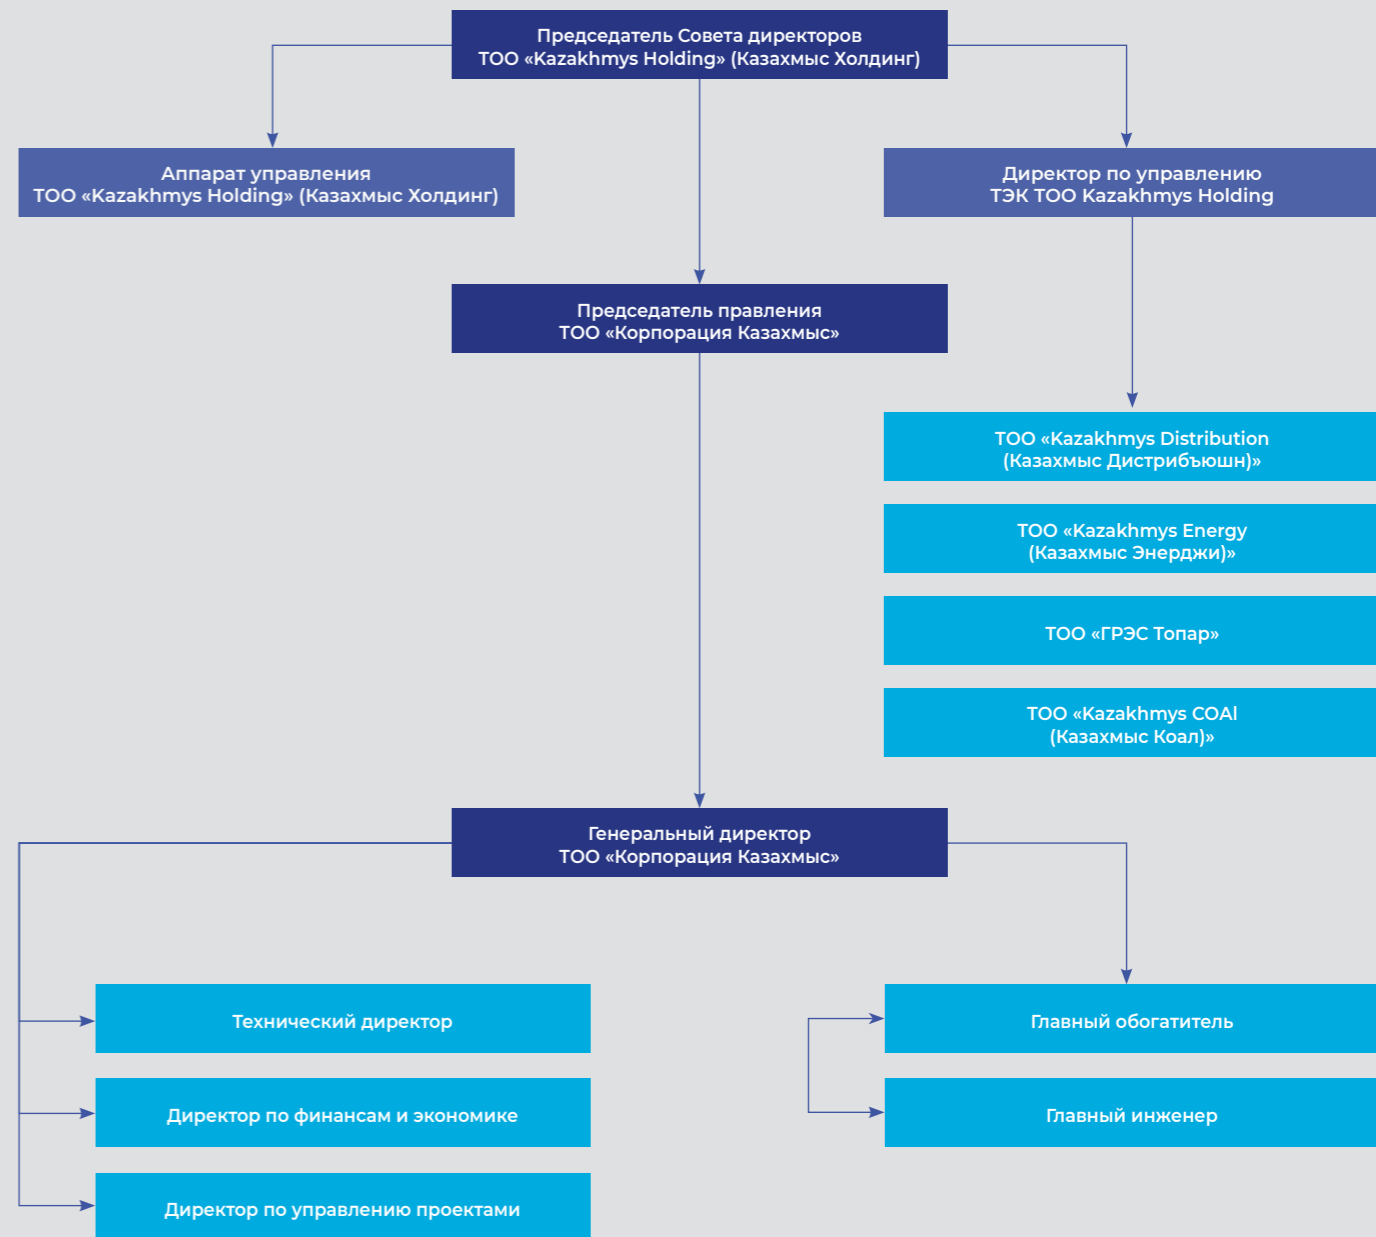 Председатель Совета директоров
ТОО «Kazakhmys Holding» (Казахмыс Холдинг)
Аппарат управления
ТОО «Kazakhmys Holding» (Казахмыс Холдинг)
Директор по управлению
ТЭК ТОО Kazakhmys Holding
Председатель правления
ТОО «Корпорация Казахмыс»
ТОО «Kazakhmys Distribution
(Казахмыс Дистрибъюшн)»
ТОО «Kazakhmys Energy
(Казахмыс Энерджи)»
ТОО «ГРЭС Топар»
ТОО «Kazakhmys COAl
(Казахмыс Коал)»
Генеральный директор
ТОО «Корпорация Казахмыс»
Технический директор
Директор по финансам и экономике
Директор по управлению проектами
Главный обогатитель
Главный инженер